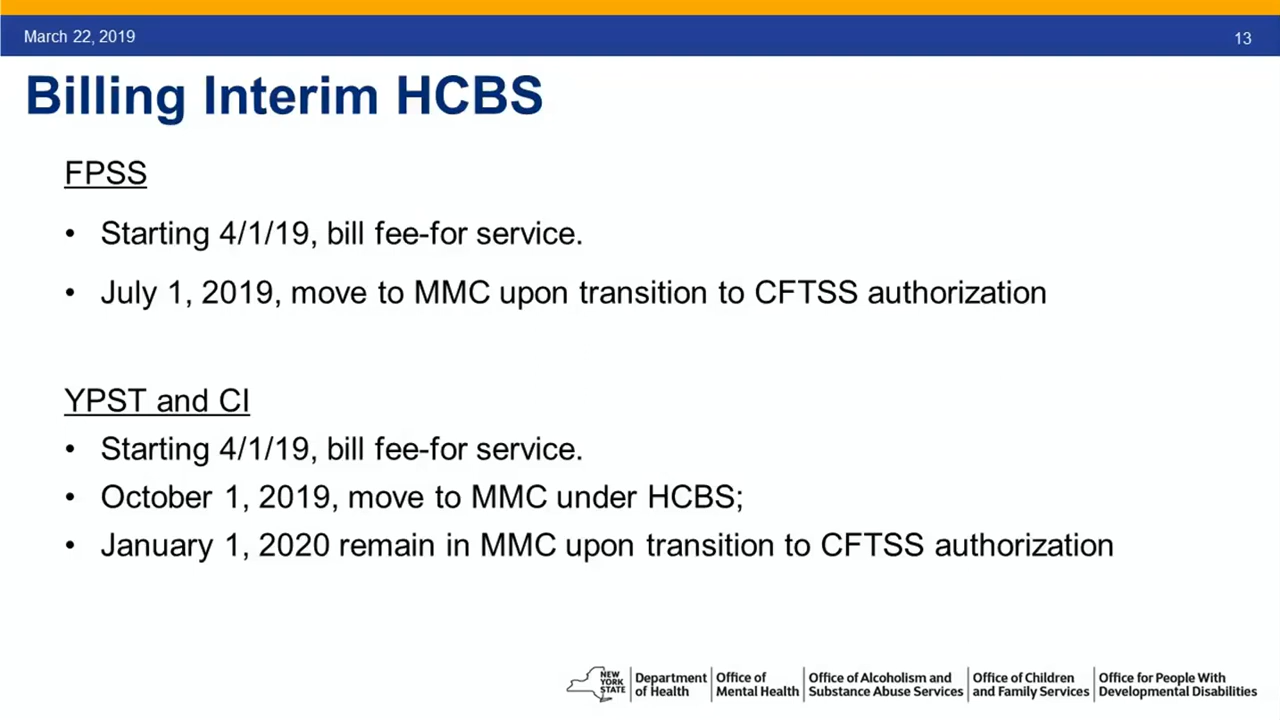 March 22, 2019
13
Billing Interim HCBS
FPSS
• Starting 4/1/19, bill fee-for service.
• July 1, 2019, move to MMC upon transition to CFTSS authorization
YPST and CI
• Starting 4/1/19, bill fee-for service.
• October 1, 2019, move to MMC under HCBS;
• January 1, 2020 remain in MMC upon transition to CFTSS authorization
NEW
YORK
STATE
Department
of Health
Office of
Mental Health
Office of Alcoholism and
Substance Abuse Services
Office of Children
and Family Services
Office for People With
Developmental Disabilities